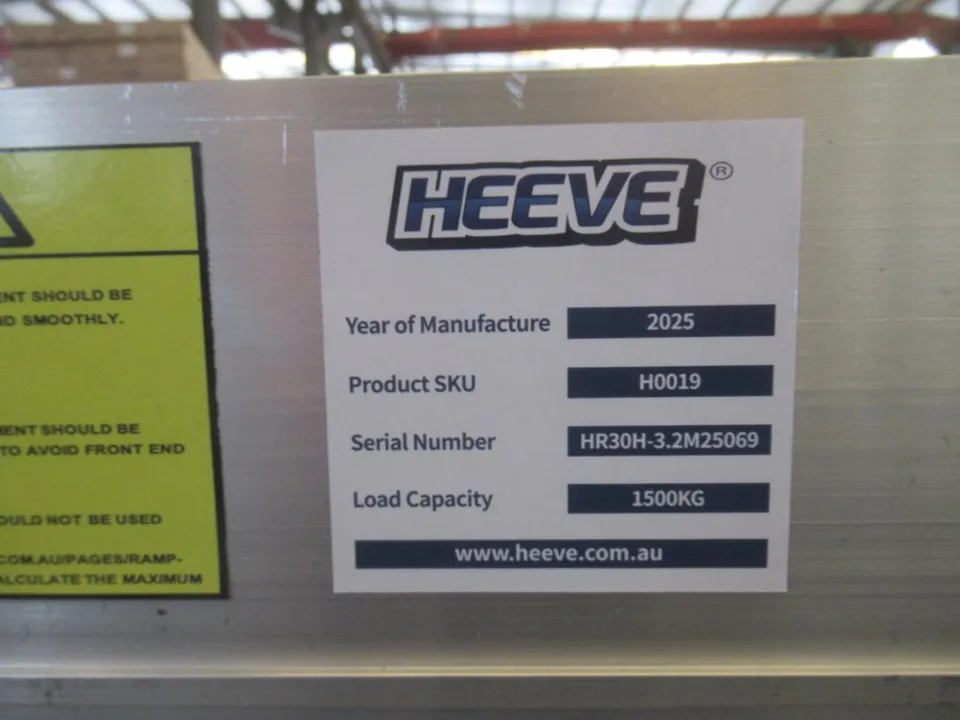 ENT SHOULD BE
ND SMOOTHLY.
MENT SHOULD BE
TO AVOID FRONT END
OULD NOT BE USED
COM.AU/PAGES/RAMP-
ALCULATE THE MAXIMUM
HEEVE ®
Year of Manufacture 2025
Product SKU H0019
Serial Number HR30H-3.2M25069
Load Capacity 1500KG
www.heeve.com.au